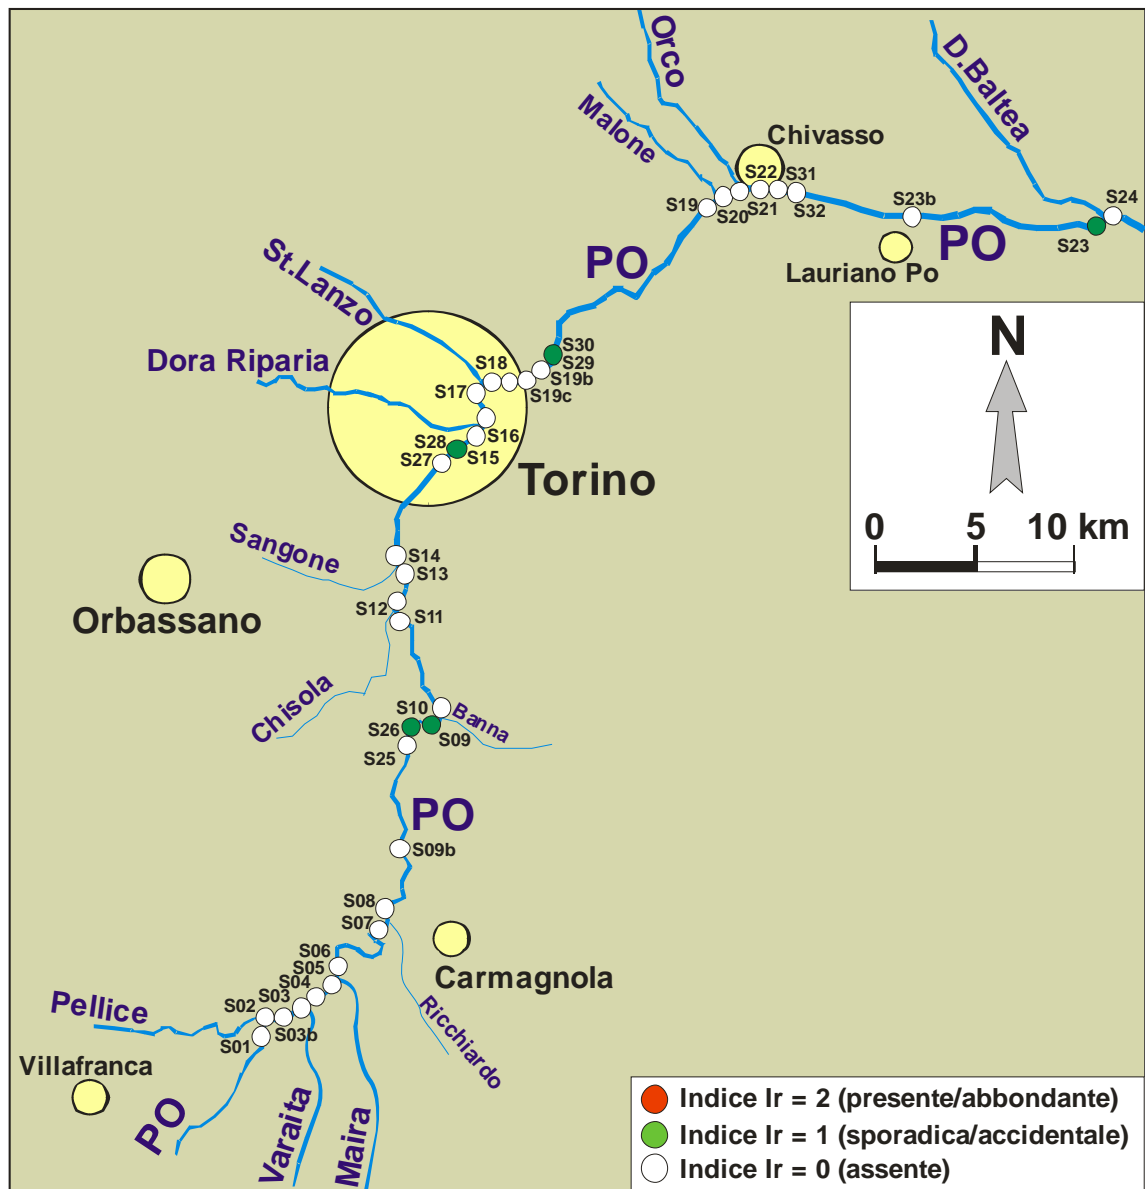 Orco
D.Baltea
Malone
Chivasso
S22
S31
S19
S20
S21
S32
S23b
S24
S23
PO
PO
Lauriano Po
St.Lanzo
Dora Riparia
S30
S29
S18
S19b
S17
S19c
S16
S28
S15
S27
Torino
N
0 5 10 km
Sangone
S14
S13
Orbassano
S12
S11
Chisola
S10
Banna
S26
S09
S25
PO
S09b
S08
S07
Carmagnola
S06
S05
S04
S03
S02
S03b
S01
Pellice
Ricchiardo
Villafranca
PO
Varaita
Maira
Indice Ir = 2 (presente/abbondante)
Indice Ir = 1 (sporadica/accidentale)
Indice Ir = 0 (assente)